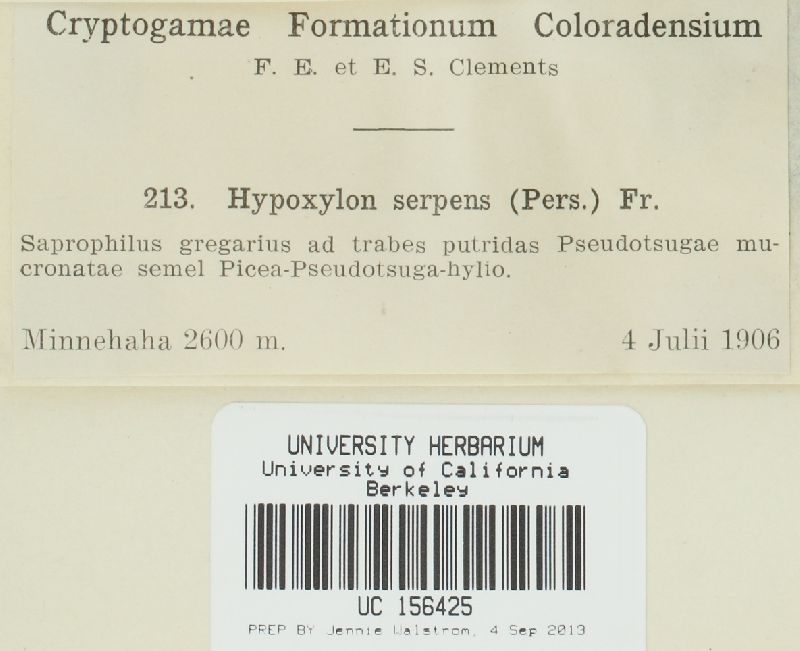 Cryptogamae Formationum Coloradensium
F. E. et E. S. Clements
213. Hypoxylon serpens (Pers.) Fr.
Saprophilus gregarius ad trabes putridas Pseudotsugae mu-
cronatae semel Picea-Pseudotsuga-hylio.
Minnehaha 2600 m. 4 Julii 1906
UNIVERSITY HERBARIUM
University of California
Berkeley
UC 156425
PREP BY Jennie Walstrom, 4 Sep 2013